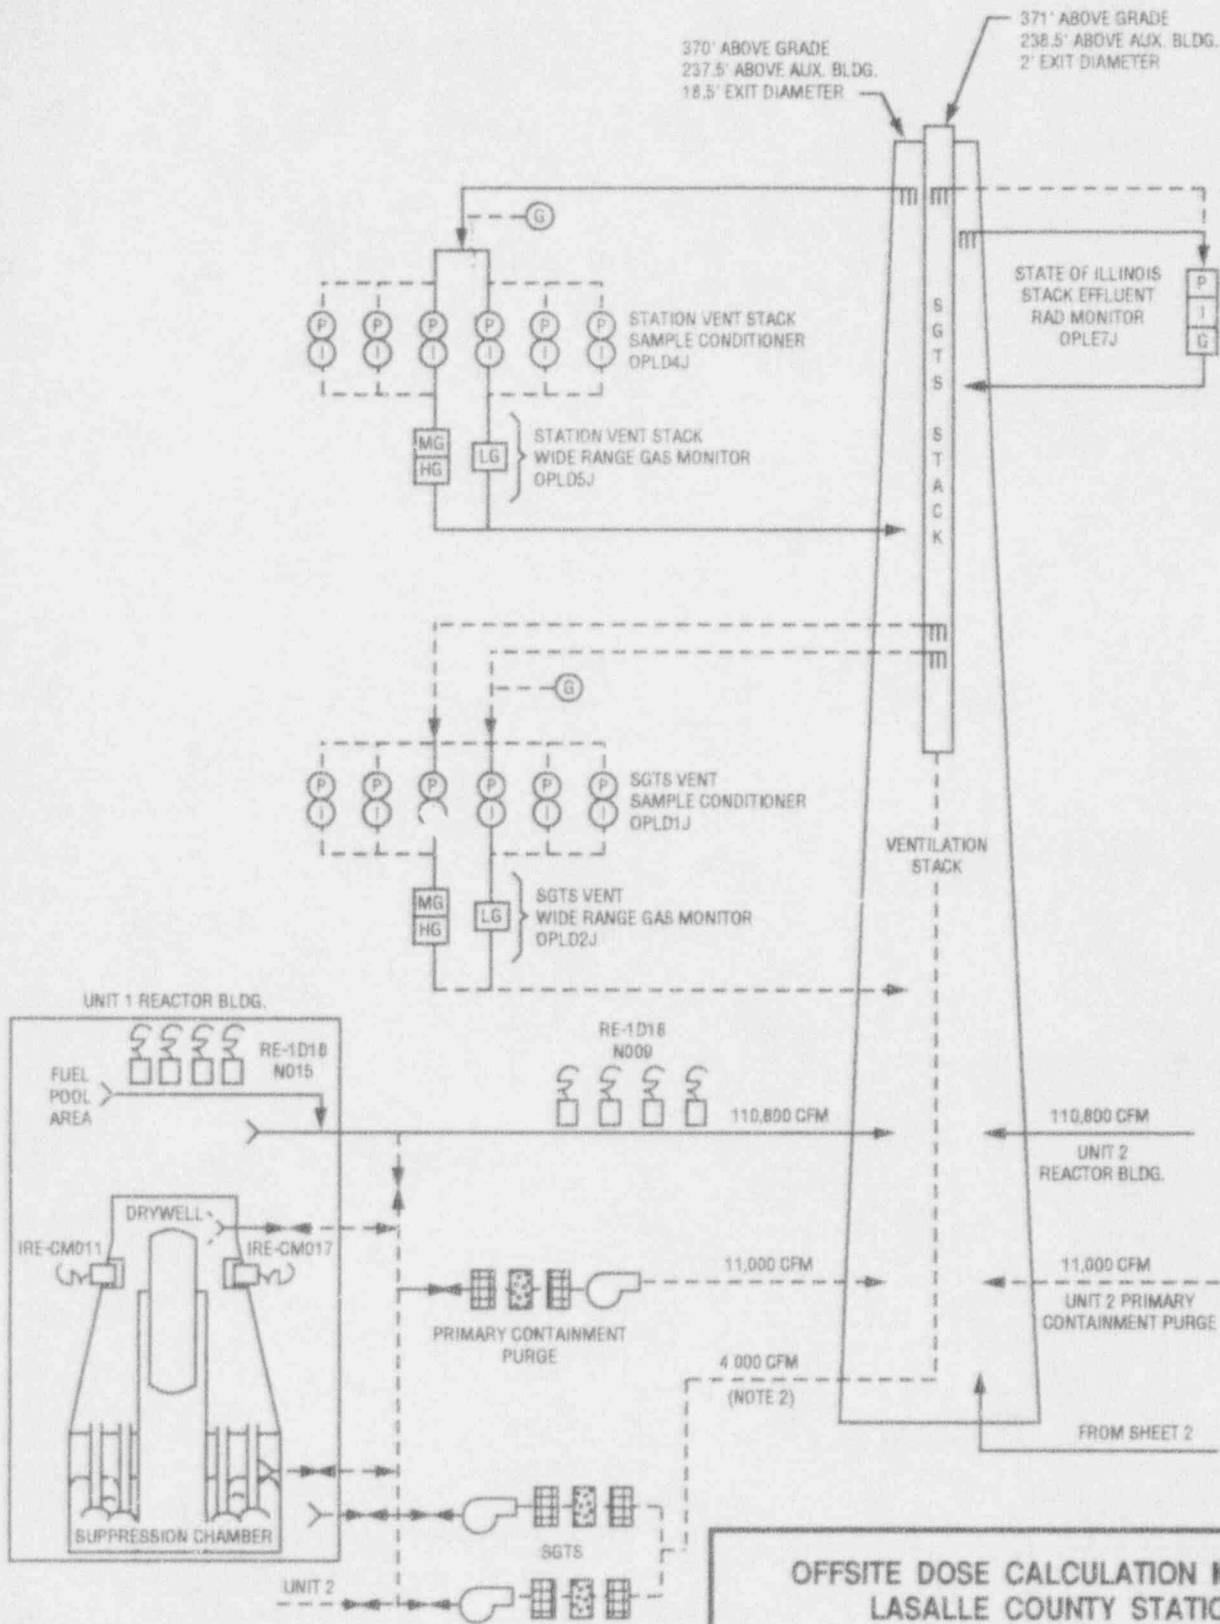 371' ABOVE GRADE
238.5' ABOVE AUX. BLDG.
2' EXIT DIAMETER
370' ABOVE GRADE
237.5' ABOVE AUX. BLDG.
18.5' EXIT DIAMETER
G
STATE OF ILLINOIS
STACK EFFLUENT
RAD MONITOR
OPLE7J
P
I
G
P P P P P P
I I I I I I
STATION VENT STACK
SAMPLE CONDITIONER
OPLD4J
MG
HG
LG
STATION VENT STACK
WIDE RANGE GAS MONITOR
OPLD5J
SGTS STACK
G
P P P P P P
I I I I I
SGTS VENT
SAMPLE CONDITIONER
OPLD1J
MG
HG
LG
SGTS VENT
WIDE RANGE GAS MONITOR
OPLD2J
VENTILATION
STACK
UNIT 1 REACTOR BLDG.
FUEL
POOL
AREA
RE-1D18
N015
RE-1D18
N009
110,800 CFM
110,800 CFM
UNIT 2
REACTOR BLDG.
DRYWELL
IRE-CM011
IRE-CM017
11,000 CFM
11,000 CFM
UNIT 2 PRIMARY
CONTAINMENT PURGE
PRIMARY CONTAINMENT
PURGE
4 000 CFM
(NOTE 2)
FROM SHEET 2
SUPPRESSION CHAMBER
SGTS
UNIT 2
OFFSITE DOSE CALCULATION
LASALLE COUNTY STATIO